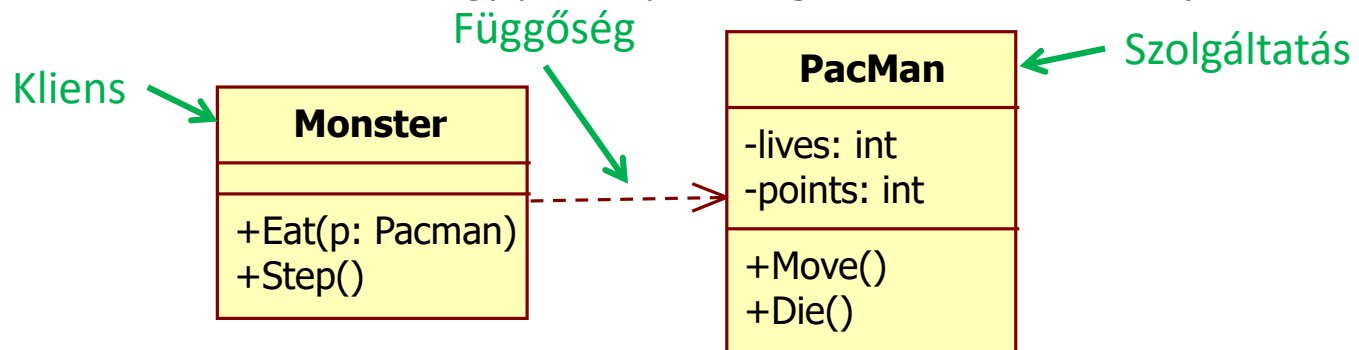 Függőség
Kliens
Szolgáltatás
Monster
+Eat(p: Pacman)
+Step()
PacMan
-lives: int
-points: int
+Move()
+Die()